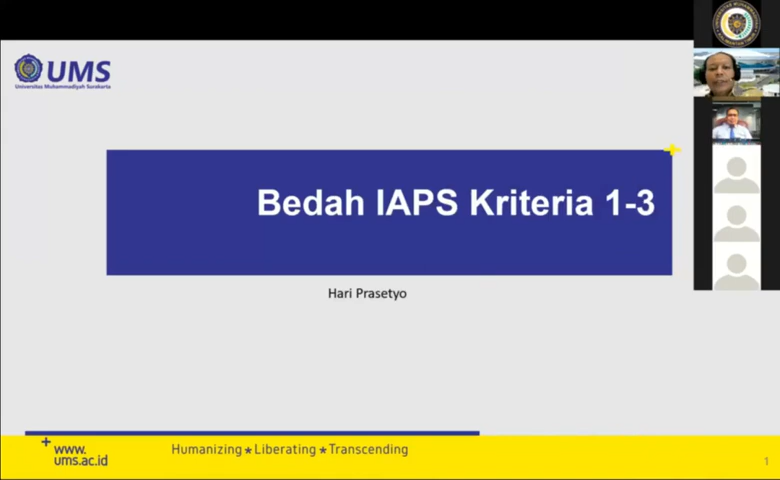 UMS
Universitas Muhammadiyah Surakarta
Bedah IAPS Kriteria 1-3
Hari Prasetyo
www.
ums.ac.id
Humanizing ★ Liberating ★ Transcending
1